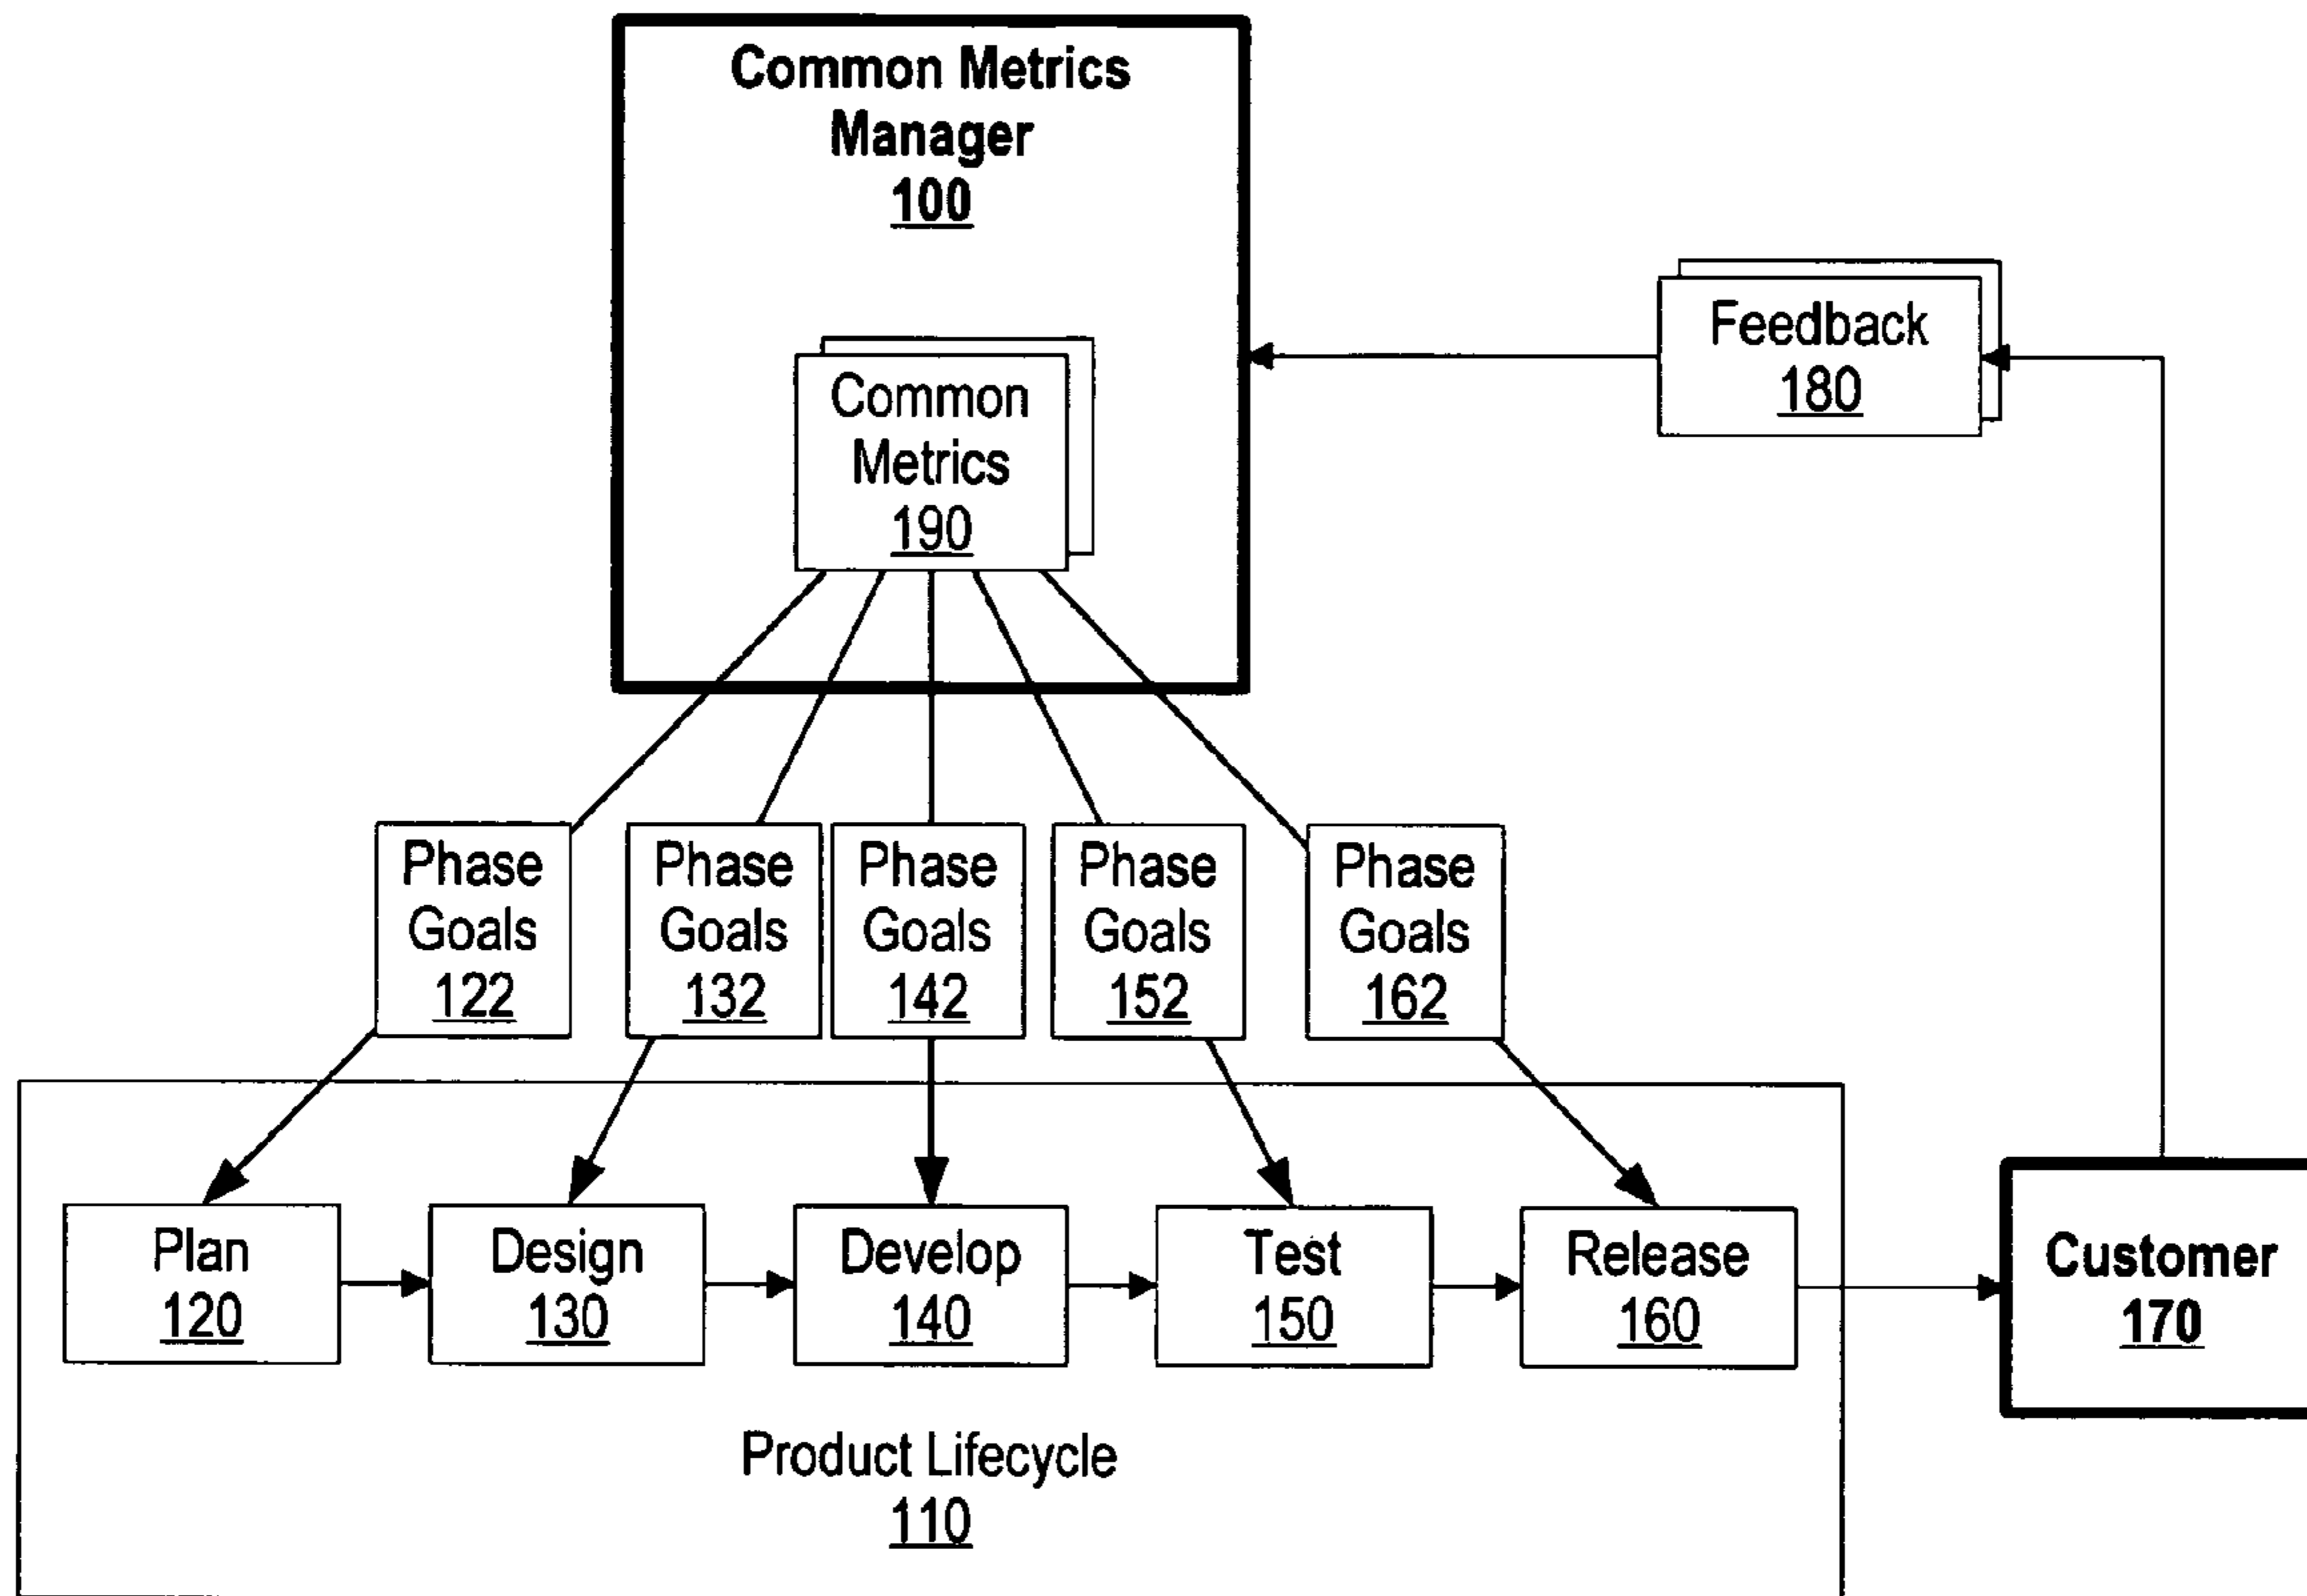 Common Metrics
Manager
100
Feedback
180
Common
Metrics
190
Phase
Goals
122
Phase
Goals
132
Phase
Goals
142
Phase
Goals
152
Phase
Goals
162
Plan
120
Design
130
Develop
140
Test
150
Release
160
Customer
170
Product Lifecycle
110